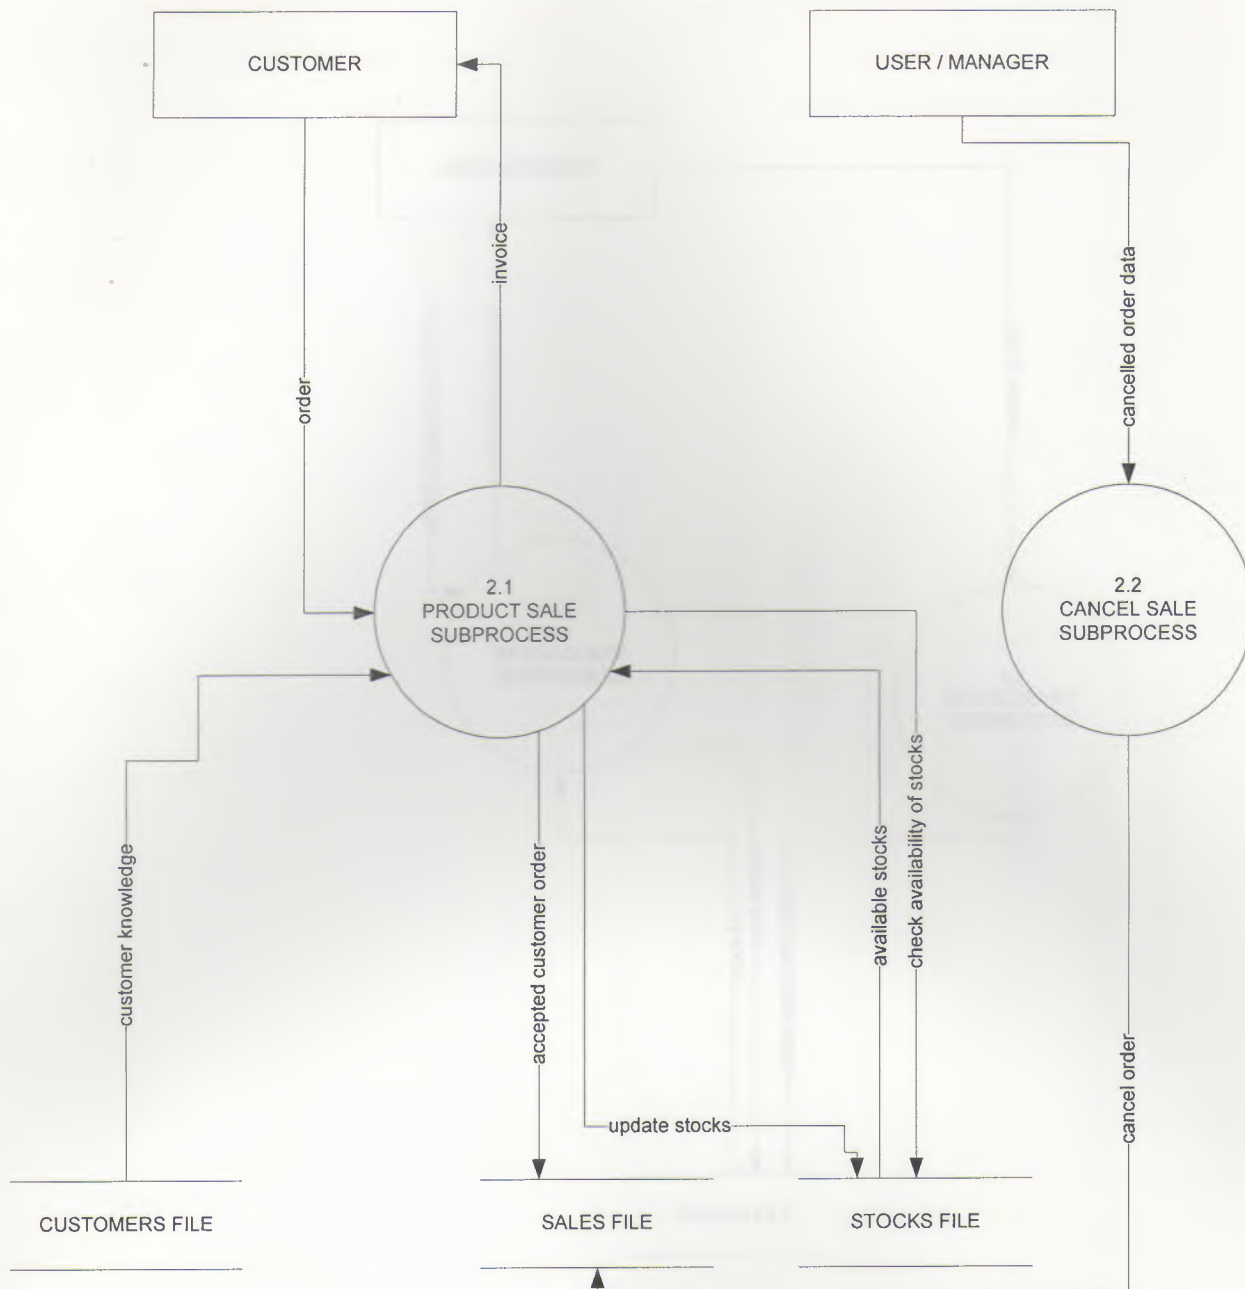 CUSTOMER
USER / MANAGER
invoice
cancelled order data
order
2.1
PRODUCT SALE
SUBPROCESS
2.2
CANCEL SALE
SUBPROCESS
customer knowledge
accepted customer order
available stocks
check availability of stocks
cancel order
update stocks
CUSTOMERS FILE
SALES FILE
STOCKS FILE